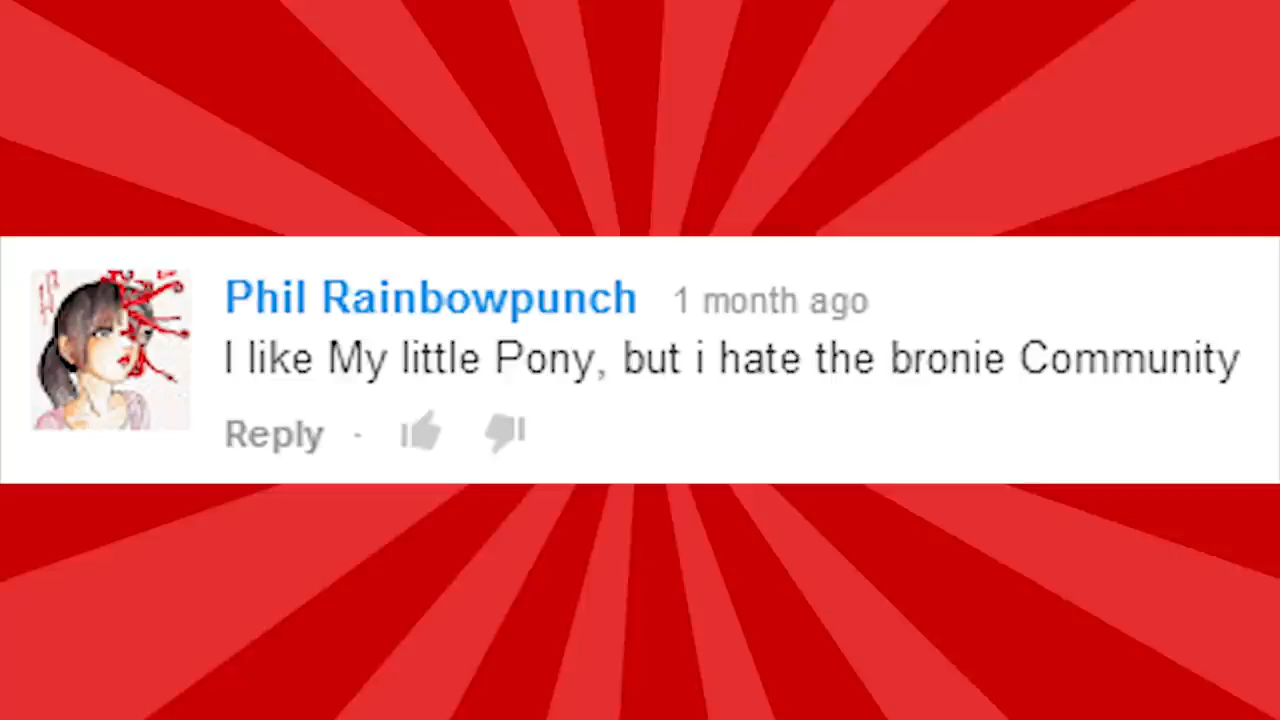 Phil Rainbowpunch 1 month ago
I like My little Pony, but i hate the bronie Community
Reply ·